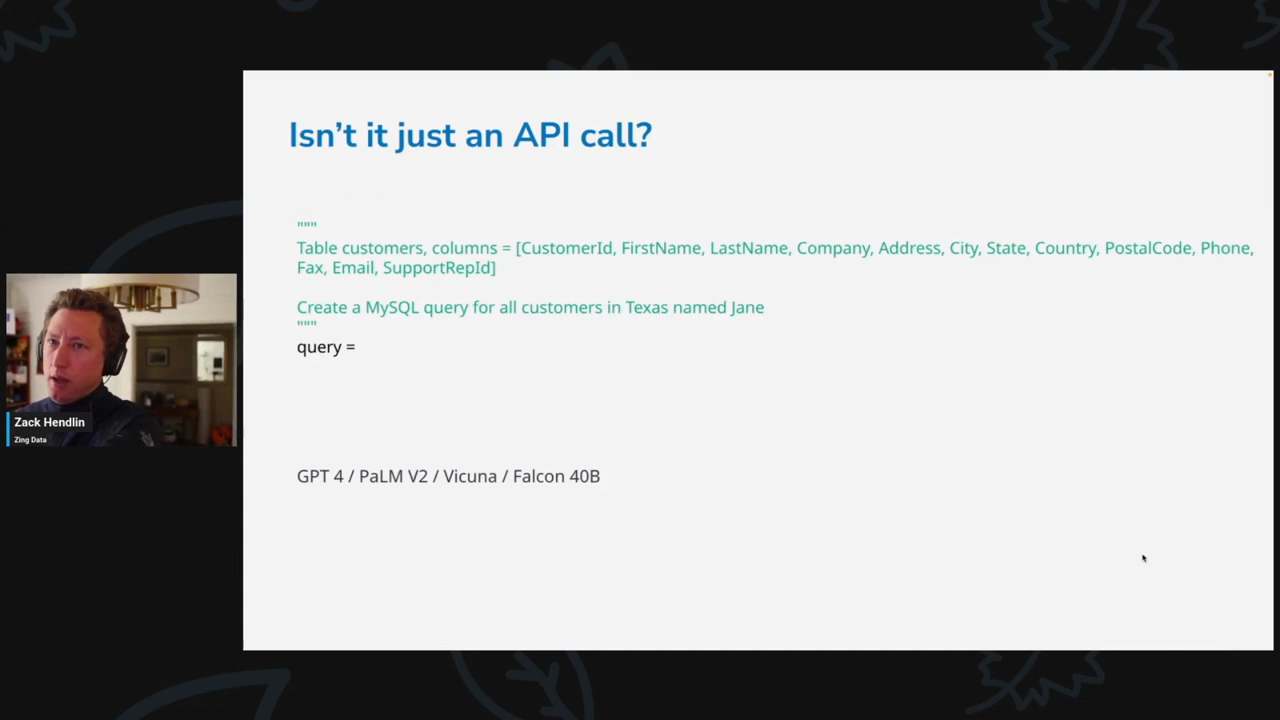 Isn't it just an API call?
"""
Table customers, columns = [CustomerId, FirstName, LastName, Company, Address, City, State, Country, PostalCode, Phone,
Fax, Email, SupportRepId]
Create a MySQL query for all customers in Texas named Jane
"""
query =
GPT 4 / PaLM V2 / Vicuna / Falcon 40B
Zack Hendlin
Zing Data